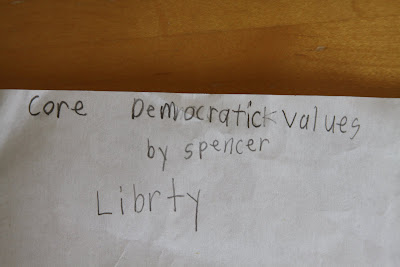 Core Democratick values
by spencer
Librty